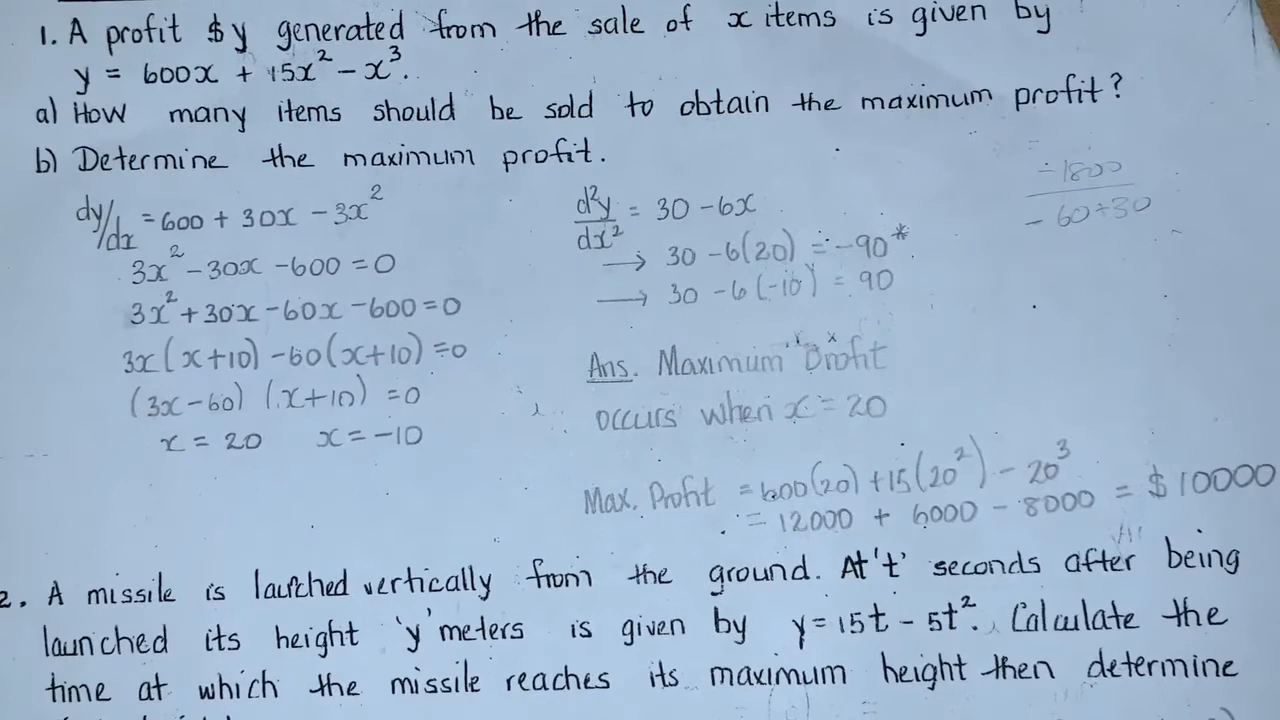 1. A profit $y generated from the sale of x items is given by
y = 600x + 15x² - x³.
a) How many items should be sold to obtain the maximum profit?
b) Determine the maximum profit.
dy/dx = 600 + 30x - 3x²
3x² - 30x - 600 = 0
3x² + 30x - 60x - 600 = 0
3x(x+10) - 60(x+10) = 0
(3x-60) (x+10) = 0
x = 20 x = -10
d²y/dx² = 30 - 6x
→ 30 - 6(20) = -90*
→ 30 - 6(-10) = 90
-1800
-60+30
Ans. Maximum Profit
occurs when x = 20
Max. Profit = 600(20) + 15(20²) - 20³
= 12000 + 6000 - 8000 = $10000
2. A missile is lauched vertically from the ground. At 't' seconds after being
launched its height 'y' meters is given by y = 15t - 5t². Calculate the
time at which the missile reaches its maximum height then determine